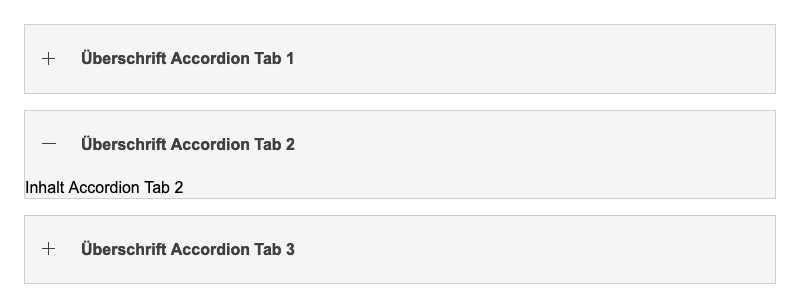 Überschrift Accordion Tab 1
Überschrift Accordion Tab 2
Inhalt Accordion Tab 2
Überschrift Accordion Tab 3